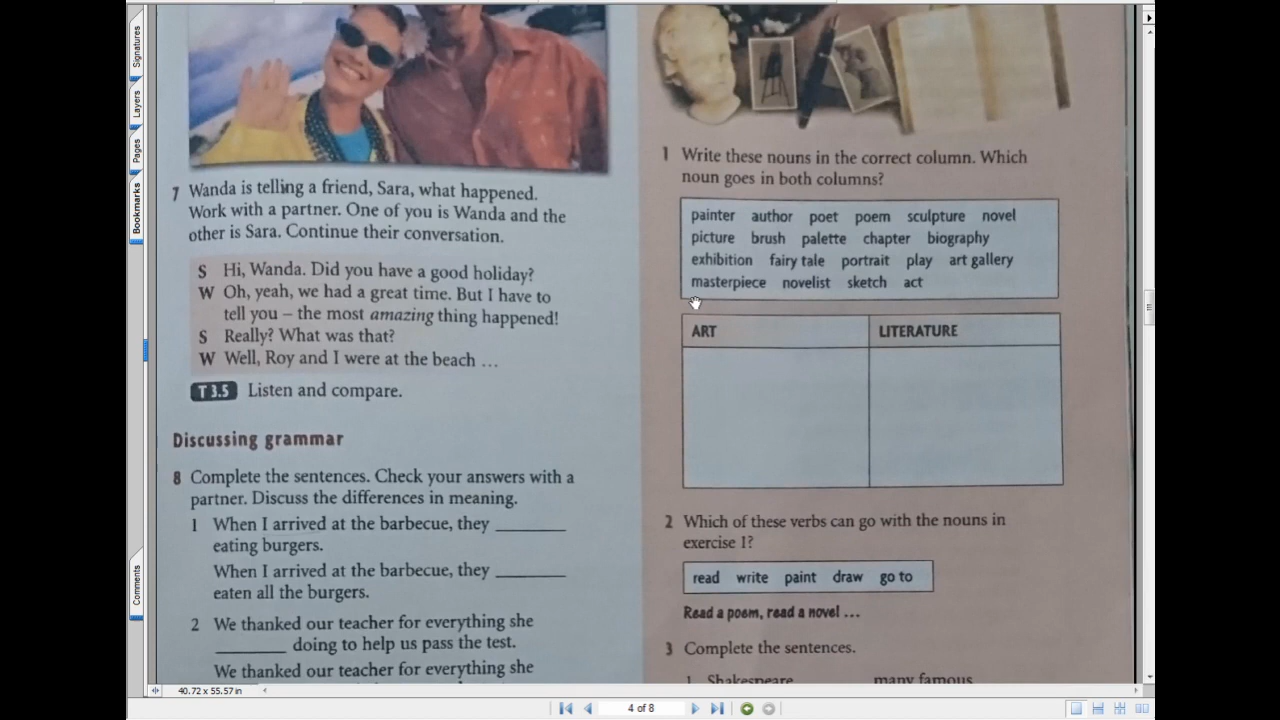 Signatures
Layers
Pages
Bookmarks
Comments
7 Wanda is telling a friend, Sara, what happened.
Work with a partner. One of you is Wanda and the
other is Sara. Continue their conversation.
S Hi, Wanda. Did you have a good holiday?
W Oh, yeah, we had a great time. But I have to
tell you – the most amazing thing happened!
S Really? What was that?
W Well, Roy and I were at the beach …
T 3.5 Listen and compare.
Discussing grammar
8 Complete the sentences. Check your answers with a
partner. Discuss the differences in meaning.
1 When I arrived at the barbecue, they ________
eating burgers.
When I arrived at the barbecue, they ________
eaten all the burgers.
2 We thanked our teacher for everything she
________ doing to help us pass the test.
We thanked our teacher for everything she
1 Write these nouns in the correct column. Which
noun goes in both columns?
painter author poet poem sculpture novel
picture brush palette chapter biography
exhibition fairy tale portrait play art gallery
masterpiece novelist sketch act
ART LITERATURE
2 Which of these verbs can go with the nouns in
exercise 1?
read write paint draw go to
Read a poem, read a novel …
3 Complete the sentences.
1 Shakespeare ________ many famous
40.72 x 55.57 in
4 of 8